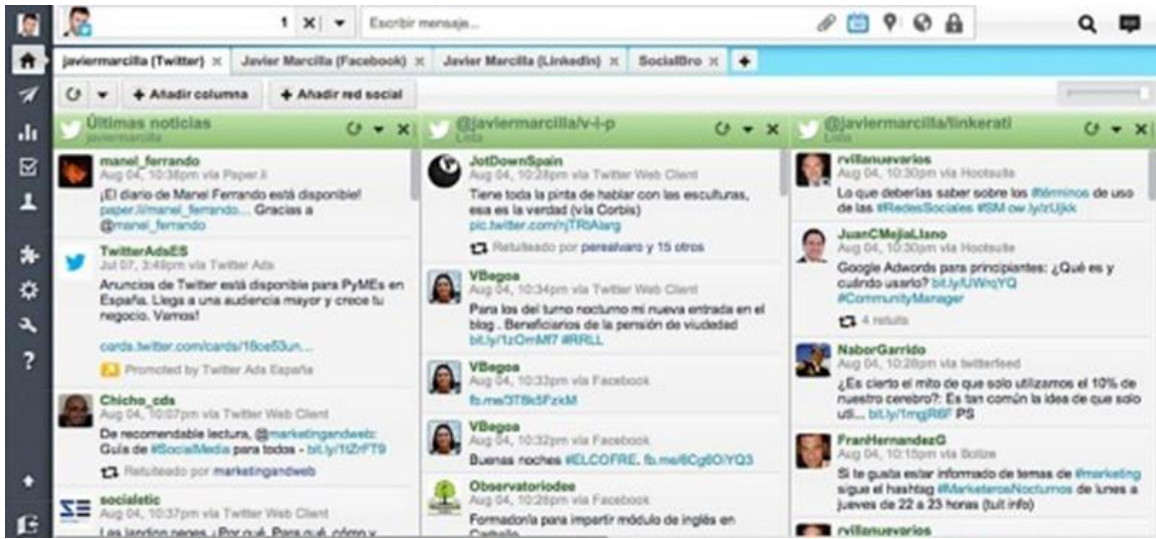 1
Escribir mensaje...
javiermarcilla (Twitter)
Javier Marcilla (Facebook)
Javier Marcilla (LinkedIn)
SocialBro
+ Añadir columna
+ Añadir red social
Últimas noticias
javiermarcilla
manel_ferrando
Aug 04, 10:38pm via Paper.li
¡El diario de Manel Ferrando está disponible!
paper.li/manel_ferrando... Gracias a
@manel_ferrando
TwitterAdsES
Jul 07, 3:49pm via Twitter Ads
Anuncios de Twitter está disponible para PyMEs en
España. Llega a una audiencia mayor y crece tu
negocio. Vamos!
cards.twitter.com/cards/18ce53un...
Promoted by Twitter Ads España
Chicho_cds
Aug 04, 10:07pm via Twitter Web Client
De recomendable lectura, @marketingandweb:
Guía de #SocialMedia para todos - bit.ly/1tZrFT9
Retuiteado por marketingandweb
socialetic
Aug 04, 10:37pm via Twitter Web Client
Las landing pages ¿Por qué, Para qué, cómo y
@javiermarcilla/v-i-p
Lista
JotDownSpain
Aug 04, 10:28pm via Twitter Web Client
Tiene toda la pinta de hablar con las esculturas,
esa es la verdad (vía Corbis)
pic.twitter.com/njTRbAlarg
Retuiteado por perealvaro y 15 otros
VBegoa
Aug 04, 10:34pm via Twitter Web Client
Para los del turno nocturno mi nueva entrada en el
blog . Beneficiarios de la pensión de viudedad
bit.ly/1zOmMf7 #RRLL
VBegoa
Aug 04, 10:33pm via Facebook
fb.me/3T8k5FzkM
VBegoa
Aug 04, 10:32pm via Facebook
Buenas noches #ELCOFRE. fb.me/6Cg6OiYQ3
Observatoriodee
Aug 04, 10:28pm via Facebook
Formador/a para impartir módulo de inglés en
@javiermarcilla/linkerati
Lista
rvillanuevarios
Aug 04, 10:30pm via Hootsuite
Lo que deberías saber sobre los #términos de uso
de las #RedesSociales #SM ow.ly/zUjkk
JuanCMejiaLlano
Aug 04, 10:30pm via Hootsuite
Google Adwords para principiantes: ¿Qué es y
cuándo usarlo? bit.ly/UWrqYQ
#CommunityManager
4 retuits
NaborGarrido
Aug 04, 10:28pm via twitterfeed
¿Es cierto el mito de que solo utilizamos el 10% de
nuestro cerebro?: Es tan común la idea de que solo
uti... bit.ly/1mgjR6F PS
FranHernandezG
Aug 04, 10:15pm via Botize
Si te gusta estar informado de temas de #marketing
sigue el hashtag #MarketerosNocturnos de lunes a
jueves de 22 a 23 horas (tuit info)
rvillanuevarios